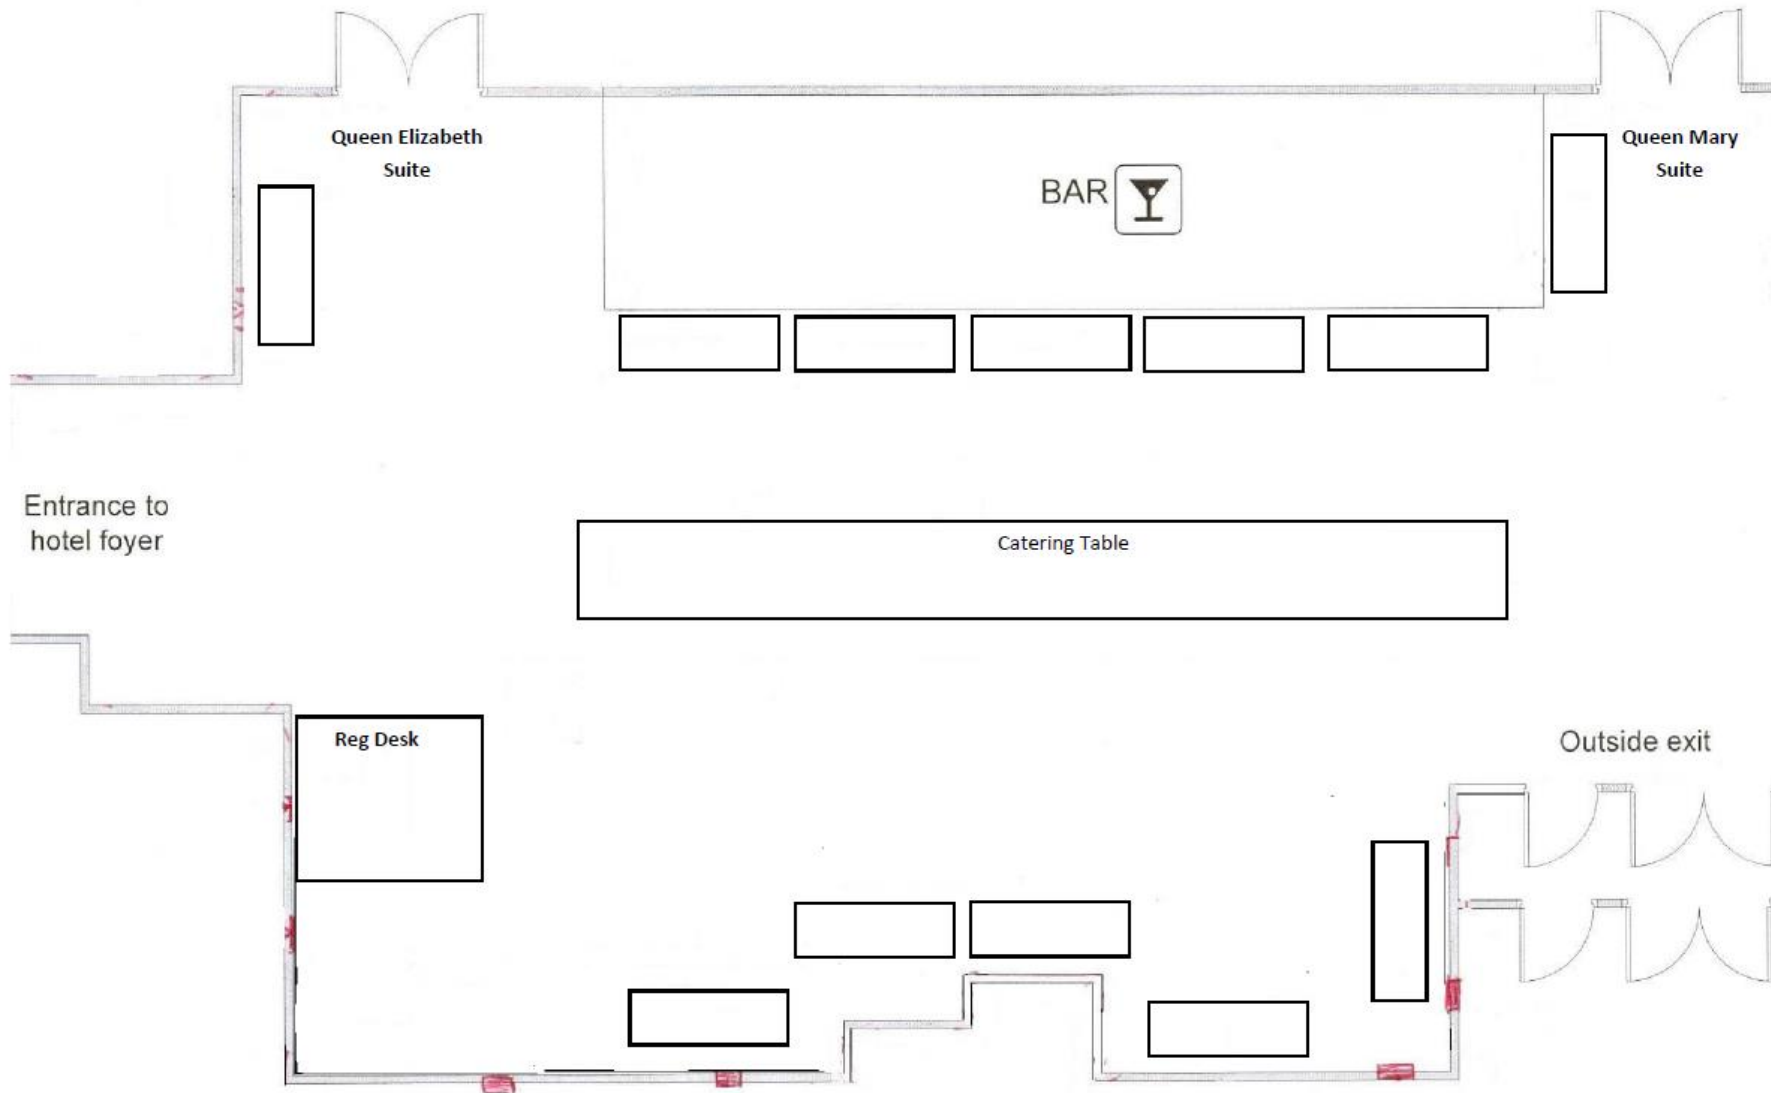 Queen Elizabeth
Suite
BAR
Queen Mary
Suite
Entrance to
hotel foyer
Catering Table
Reg Desk
Outside exit